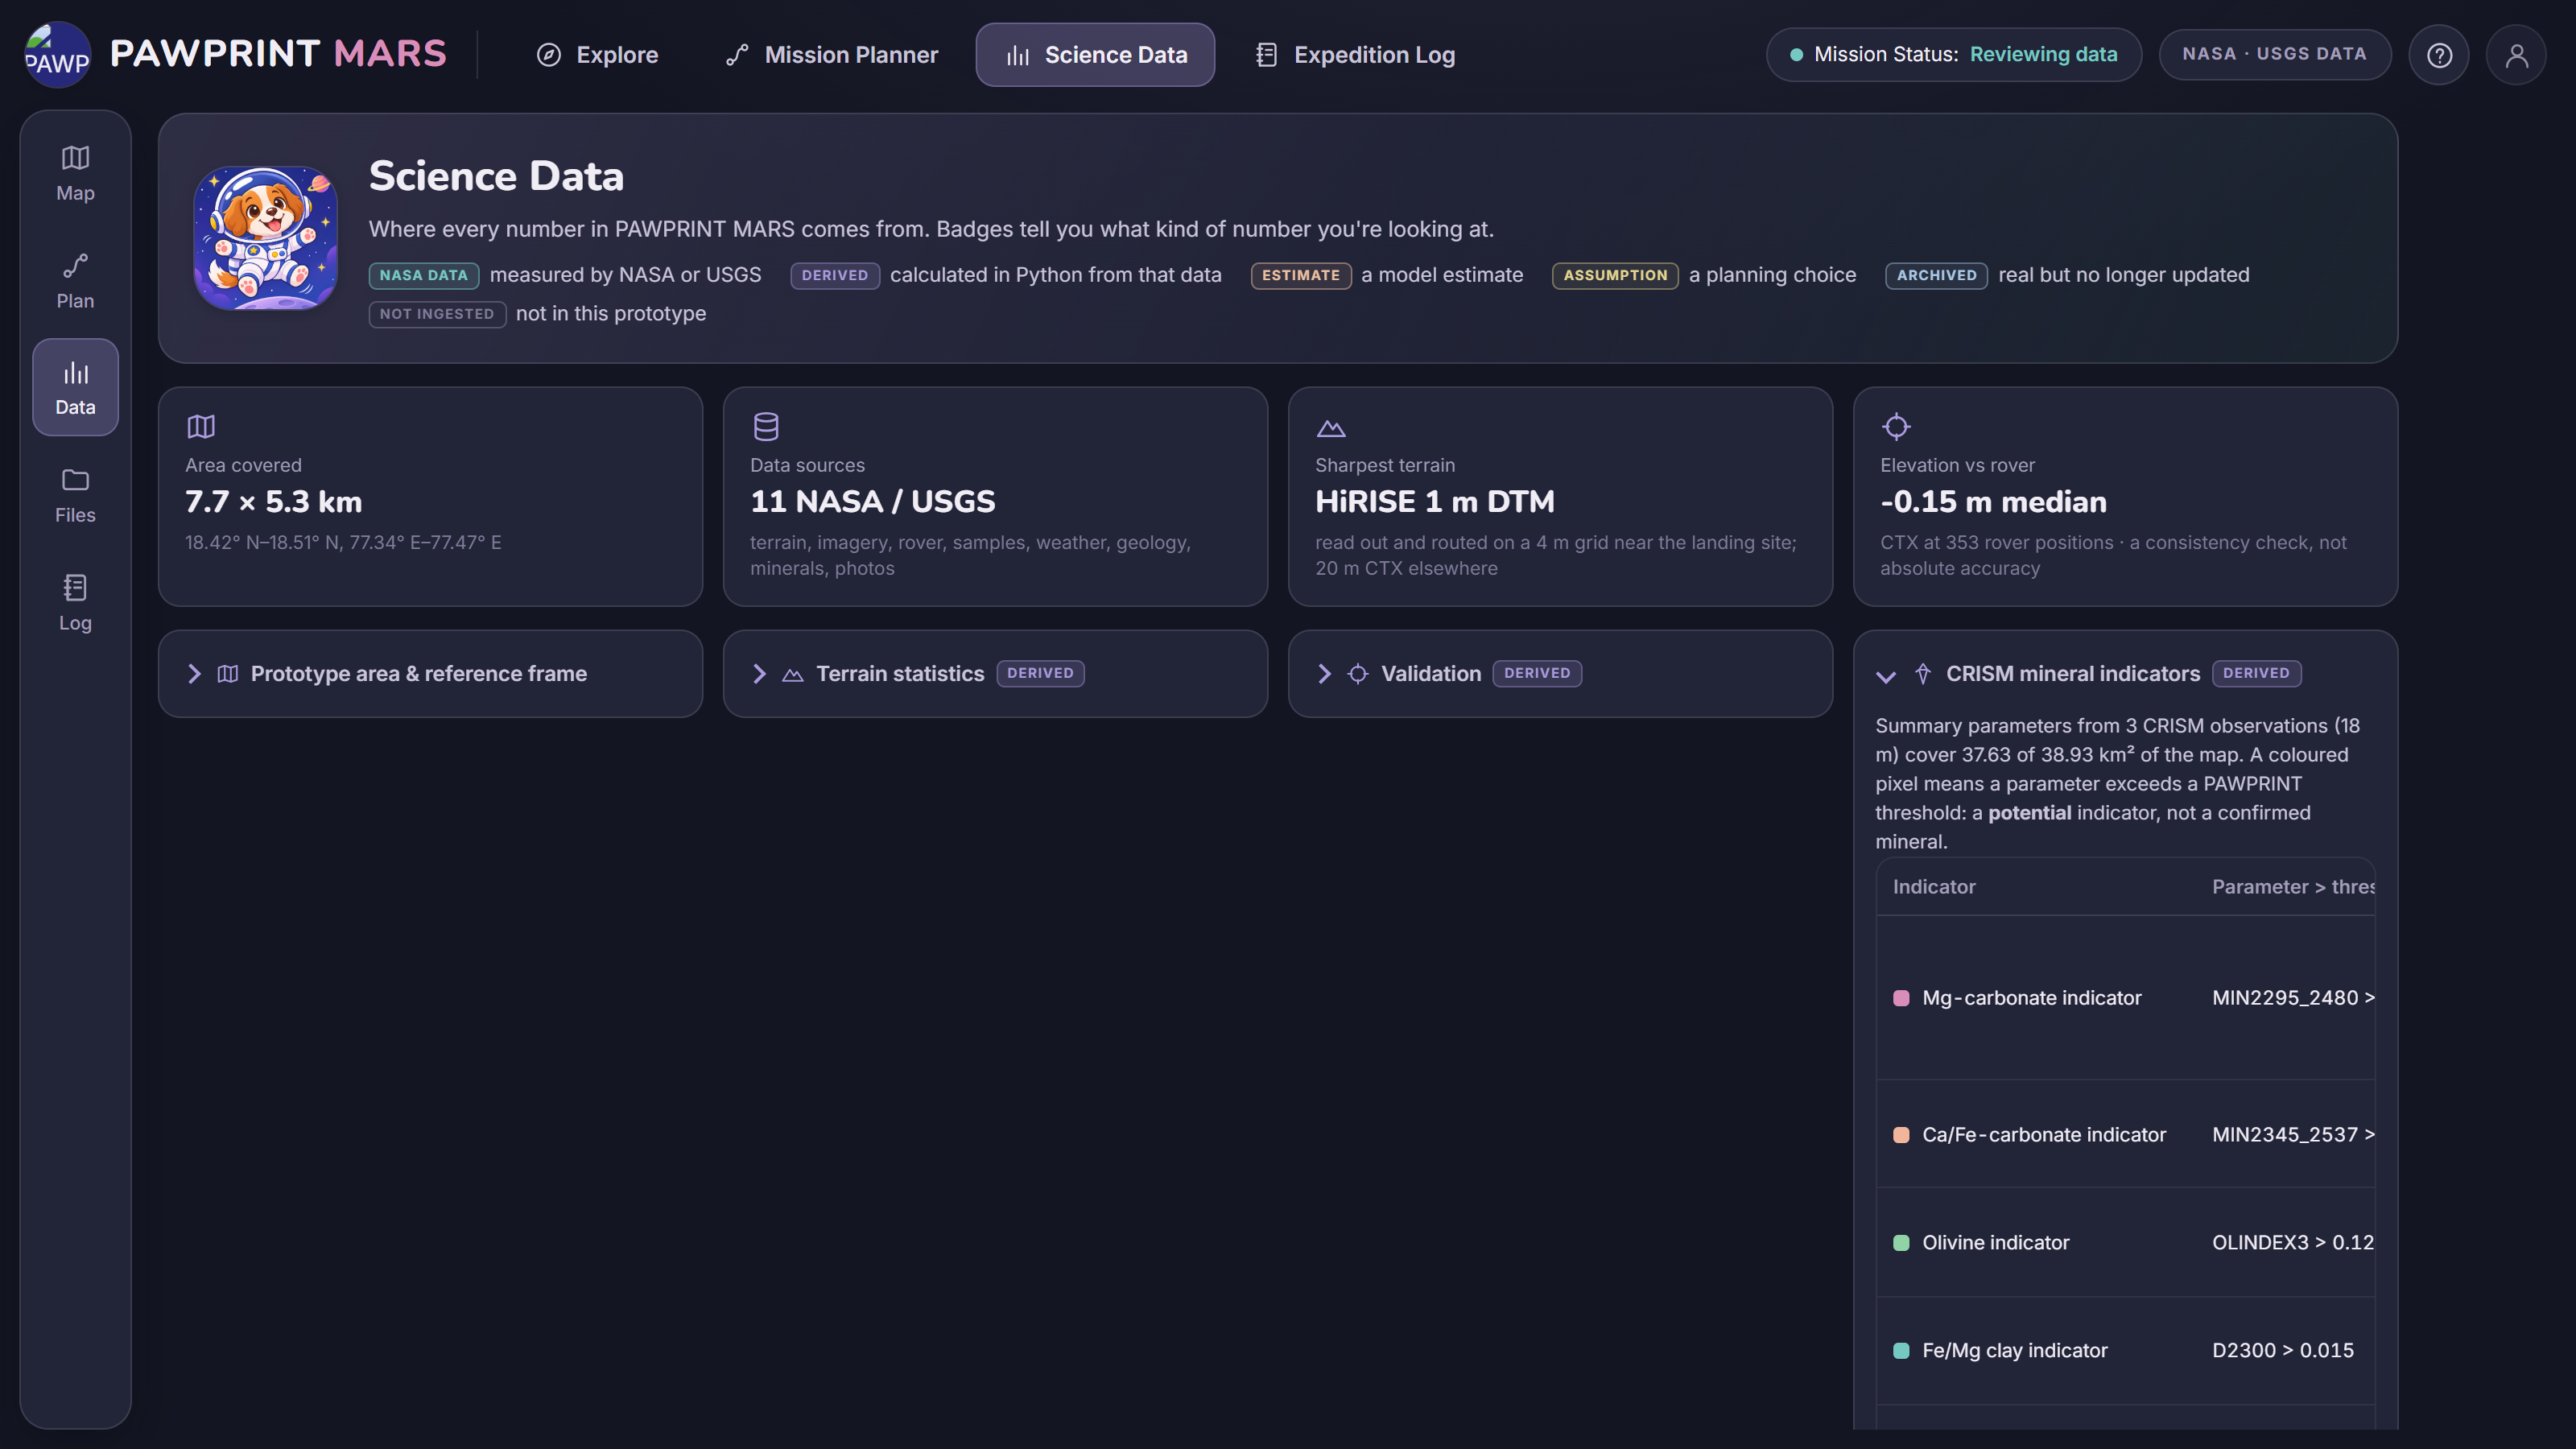 PAWP
PAWPRINT MARS
Explore
Mission Planner
Science Data
Expedition Log
Mission Status: Reviewing data
NASA · USGS DATA
Map
Plan
Data
Files
Log
Science Data
Where every number in PAWPRINT MARS comes from. Badges tell you what kind of number you're looking at.
NASA DATA measured by NASA or USGS DERIVED calculated in Python from that data ESTIMATE a model estimate ASSUMPTION a planning choice ARCHIVED real but no longer updated
NOT INGESTED not in this prototype
Area covered
7.7 × 5.3 km
18.42° N–18.51° N, 77.34° E–77.47° E
Data sources
11 NASA / USGS
terrain, imagery, rover, samples, weather, geology,
minerals, photos
Sharpest terrain
HiRISE 1 m DTM
read out and routed on a 4 m grid near the landing site;
20 m CTX elsewhere
Elevation vs rover
-0.15 m median
CTX at 353 rover positions · a consistency check, not
absolute accuracy
Prototype area & reference frame
Terrain statistics DERIVED
Validation DERIVED
CRISM mineral indicators DERIVED
Summary parameters from 3 CRISM observations (18
m) cover 37.63 of 38.93 km² of the map. A coloured
pixel means a parameter exceeds a PAWPRINT
threshold: a potential indicator, not a confirmed
mineral.
Indicator Parameter > thres
Mg-carbonate indicator MIN2295_2480 >
Ca/Fe-carbonate indicator MIN2345_2537 >
Olivine indicator OLINDEX3 > 0.12
Fe/Mg clay indicator D2300 > 0.015